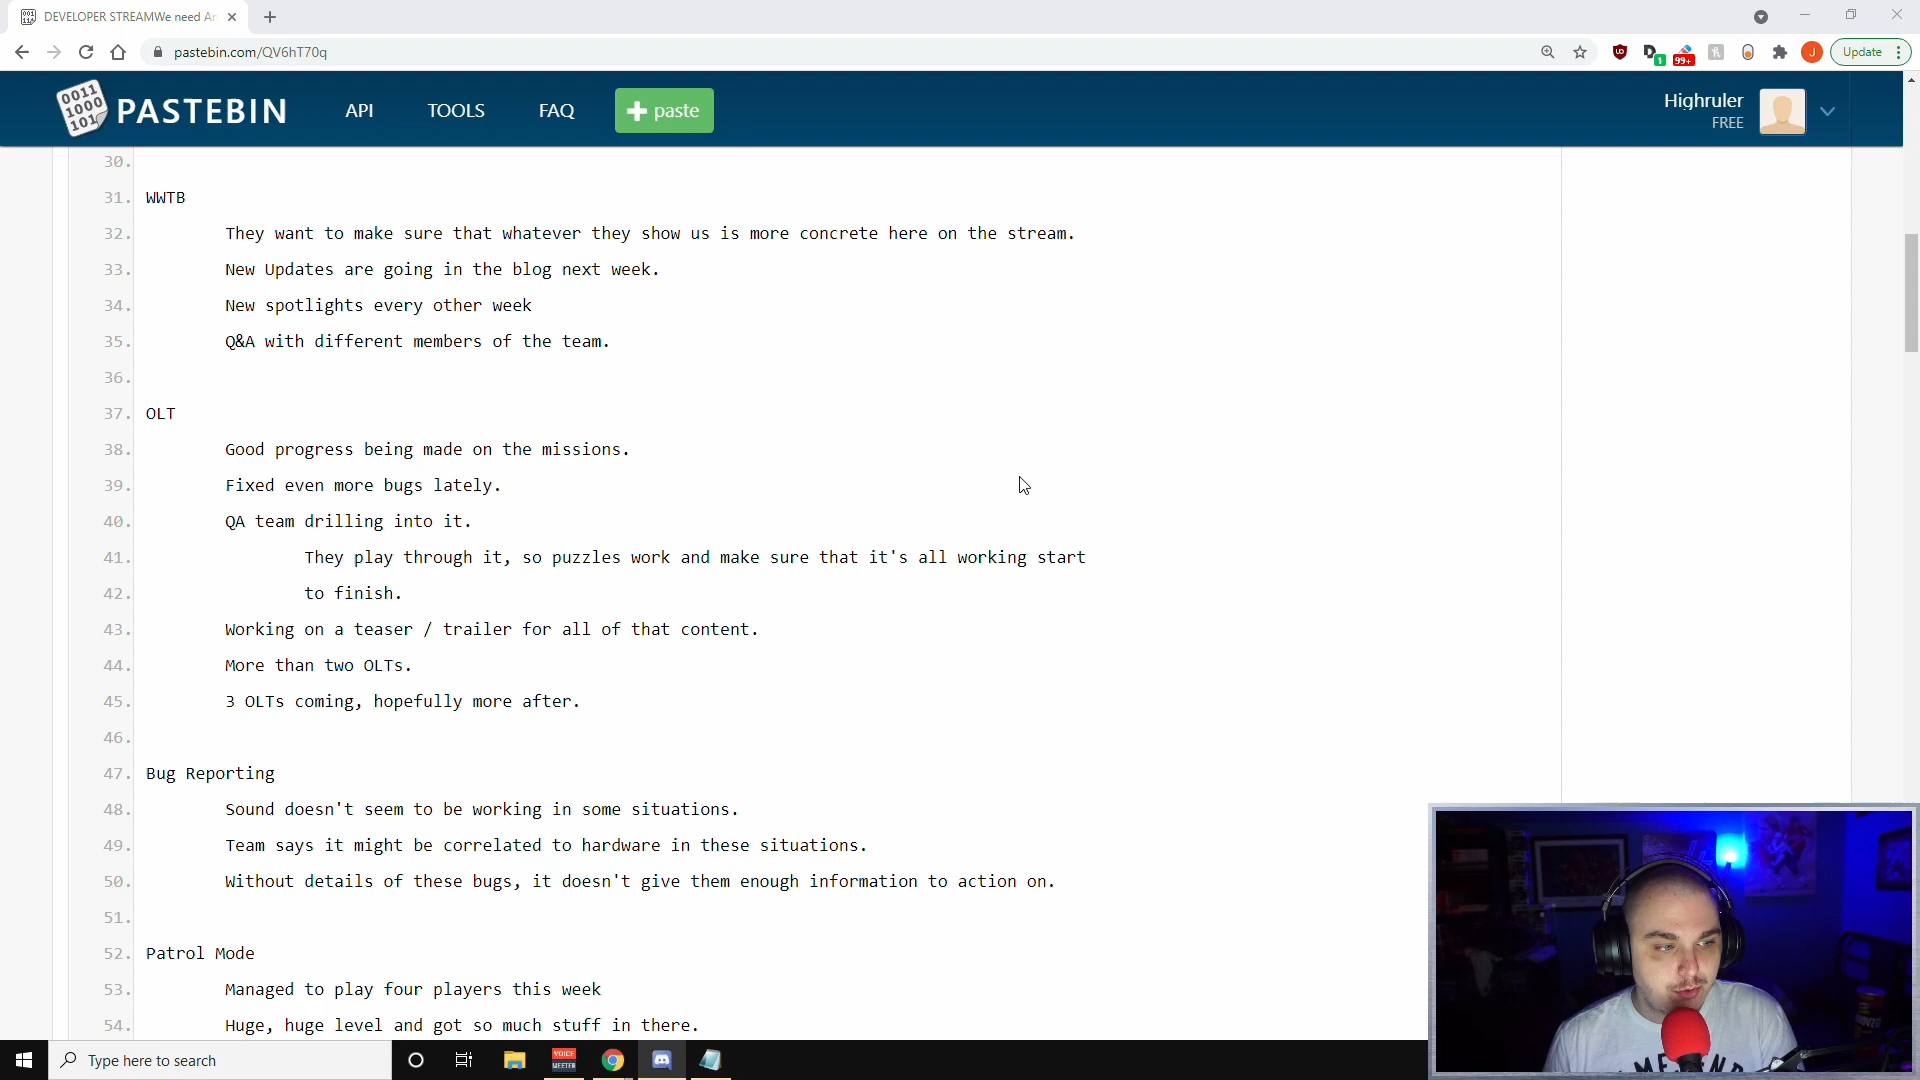 DEVELOPER STREAMWe need An
pastebin.com/QV6hT70q
1
99+
J
Update
0011
1000
101
PASTEBIN
API
TOOLS
FAQ
paste
Highruler
FREE
30.
31. WWTB
32. They want to make sure that whatever they show us is more concrete here on the stream.
33. New Updates are going in the blog next week.
34. New spotlights every other week
35. Q&A with different members of the team.
36.
37. OLT
38. Good progress being made on the missions.
39. Fixed even more bugs lately.
40. QA team drilling into it.
41. They play through it, so puzzles work and make sure that it's all working start
42. to finish.
43. Working on a teaser / trailer for all of that content.
44. More than two OLTs.
45. 3 OLTs coming, hopefully more after.
46.
47. Bug Reporting
48. Sound doesn't seem to be working in some situations.
49. Team says it might be correlated to hardware in these situations.
50. Without details of these bugs, it doesn't give them enough information to action on.
51.
52. Patrol Mode
53. Managed to play four players this week
54. Huge, huge level and got so much stuff in there.
Type here to search
VOICE
MEETER